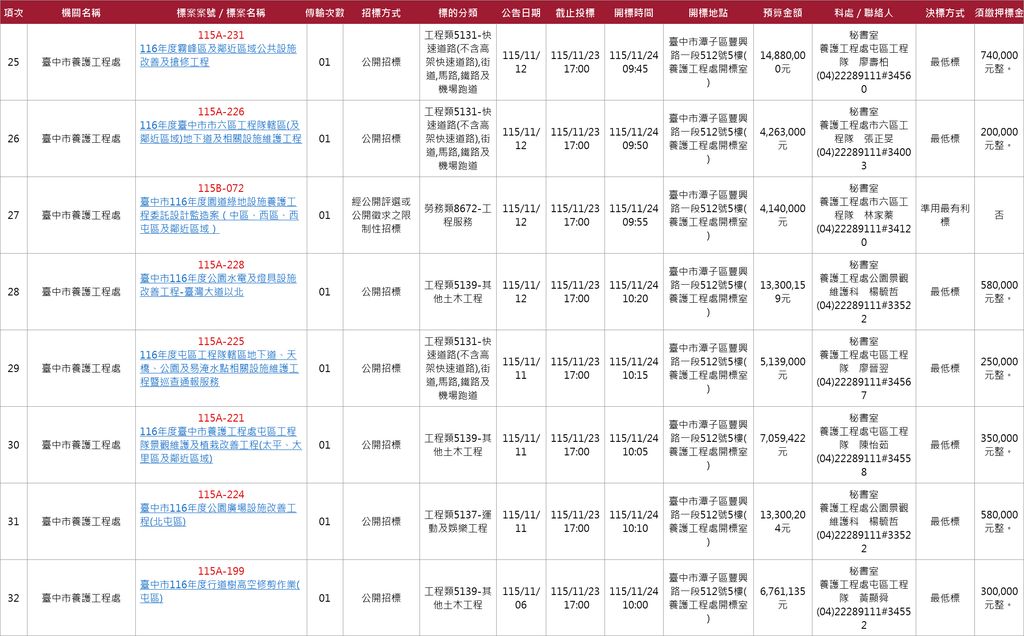 項次 機關名稱 標案案號 / 標案名稱 傳輸次數 招標方式 標的分類 公告日期 截止投標 開標時間 開標地點 預算金額 科處 / 聯絡人 決標方式 須繳押標金
25
臺中市養護工程處
115A-231
116年度霧峰區及鄰近區域公共設施
改善及搶修工程
01
公開招標
工程類5131-快
速道路(不含高
架快速道路),街
道,馬路,鐵路及
機場跑道
115/11/
12
115/11/23
17:00
115/11/24
09:45
臺中市潭子區豐興
路一段512號5樓(
養護工程處開標室
)
14,880,00
0元
秘書室
養護工程處屯區工程
隊 廖壽柏
(04)22289111#3456
0
最低標
740,000
元整。
26
臺中市養護工程處
115A-226
116年度臺中市市六區工程隊轄區(及
鄰近區域)地下道及相關設施維護工程
01
公開招標
工程類5131-快
速道路(不含高
架快速道路),街
道,馬路,鐵路及
機場跑道
115/11/
12
115/11/23
17:00
115/11/24
09:50
臺中市潭子區豐興
路一段512號5樓(
養護工程處開標室
)
4,263,000
元
秘書室
養護工程處市六區工
程隊 張正旻
(04)22289111#3400
3
最低標
200,000
元整。
27
臺中市養護工程處
115B-072
臺中市116年度園道綠地設施養護工
程委託設計監造案（中區、西區、西
屯區及鄰近區域）
01
經公開評選或
公開徵求之限
制性招標
勞務類8672-工
程服務
115/11/
12
115/11/23
17:00
115/11/24
09:55
臺中市潭子區豐興
路一段512號5樓(
養護工程處開標室
)
4,140,000
元
秘書室
養護工程處市六區工
程隊 林家蓁
(04)22289111#3412
0
準用最有利
標
否
28
臺中市養護工程處
115A-228
臺中市116年度公園水電及燈具設施
改善工程-臺灣大道以北
01
公開招標
工程類5139-其
他土木工程
115/11/
12
115/11/23
17:00
115/11/24
10:20
臺中市潭子區豐興
路一段512號5樓(
養護工程處開標室
)
13,300,15
9元
秘書室
養護工程處公園景觀
維護科 楊毓哲
(04)22289111#3352
2
最低標
580,000
元整。
29
臺中市養護工程處
115A-225
116年度屯區工程隊轄區地下道、天
橋、公園及易淹水點相關設施維護工
程暨巡查通報服務
01
公開招標
工程類5131-快
速道路(不含高
架快速道路),街
道,馬路,鐵路及
機場跑道
115/11/
11
115/11/23
17:00
115/11/24
10:15
臺中市潭子區豐興
路一段512號5樓(
養護工程處開標室
)
5,139,000
元
秘書室
養護工程處屯區工程
隊 廖晉翌
(04)22289111#3456
7
最低標
250,000
元整。
30
臺中市養護工程處
115A-221
116年度臺中市養護工程處屯區工程
隊景觀維護及植栽改善工程(太平、大
里區及鄰近區域)
01
公開招標
工程類5139-其
他土木工程
115/11/
11
115/11/23
17:00
115/11/24
10:05
臺中市潭子區豐興
路一段512號5樓(
養護工程處開標室
)
7,059,422
元
秘書室
養護工程處屯區工程
隊 陳怡茹
(04)22289111#3455
8
最低標
350,000
元整。
31
臺中市養護工程處
115A-224
臺中市116年度公園廣場設施改善工
程(北屯區)
01
公開招標
工程類5137-運
動及娛樂工程
115/11/
11
115/11/23
17:00
115/11/24
10:10
臺中市潭子區豐興
路一段512號5樓(
養護工程處開標室
)
13,300,20
4元
秘書室
養護工程處公園景觀
維護科 楊毓哲
(04)22289111#3352
2
最低標
580,000
元整。
32
臺中市養護工程處
115A-199
臺中市116年度行道樹高空修剪作業(
屯區)
01
公開招標
工程類5139-其
他土木工程
115/11/
06
115/11/23
17:00
115/11/24
10:00
臺中市潭子區豐興
路一段512號5樓(
養護工程處開標室
)
6,761,135
元
秘書室
養護工程處屯區工程
隊 黃顯舜
(04)22289111#3455
2
最低標
300,000
元整。